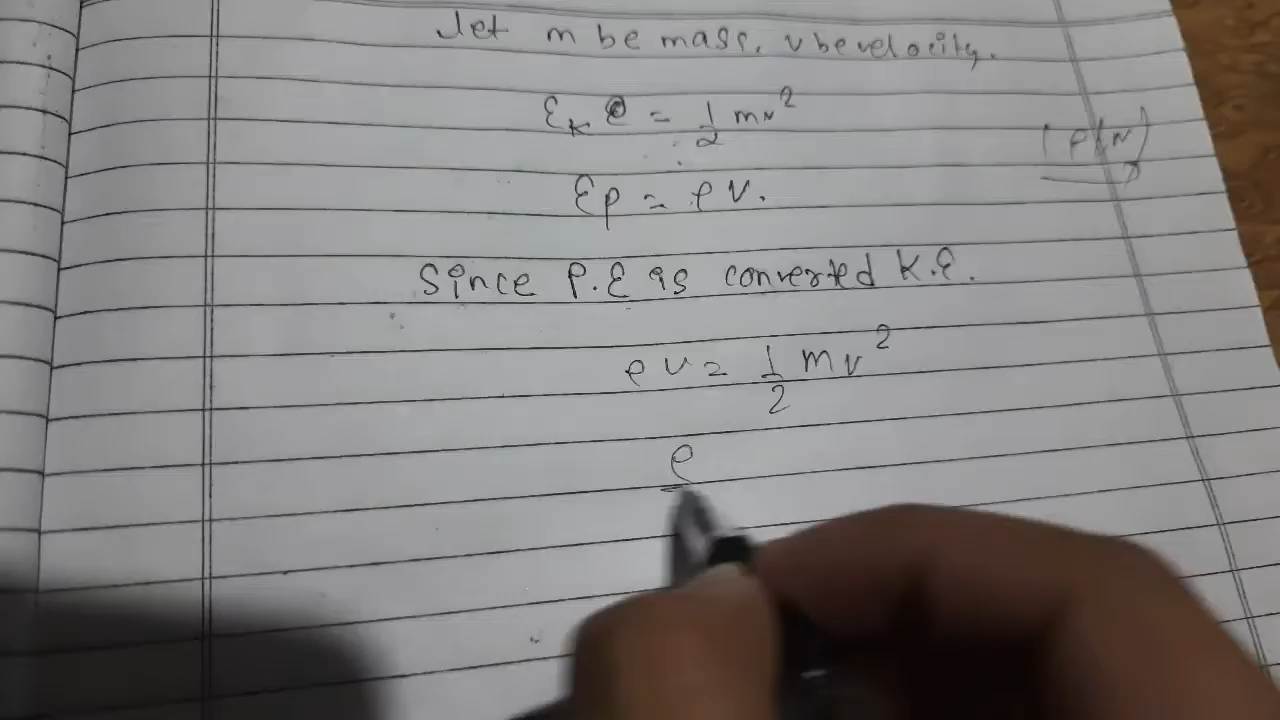 Let m be mass, v be velocity.
Ek = 1/2 mv²
Ep = eV.
Since P.E is converted K.E.
eV = 1/2 mv²
e